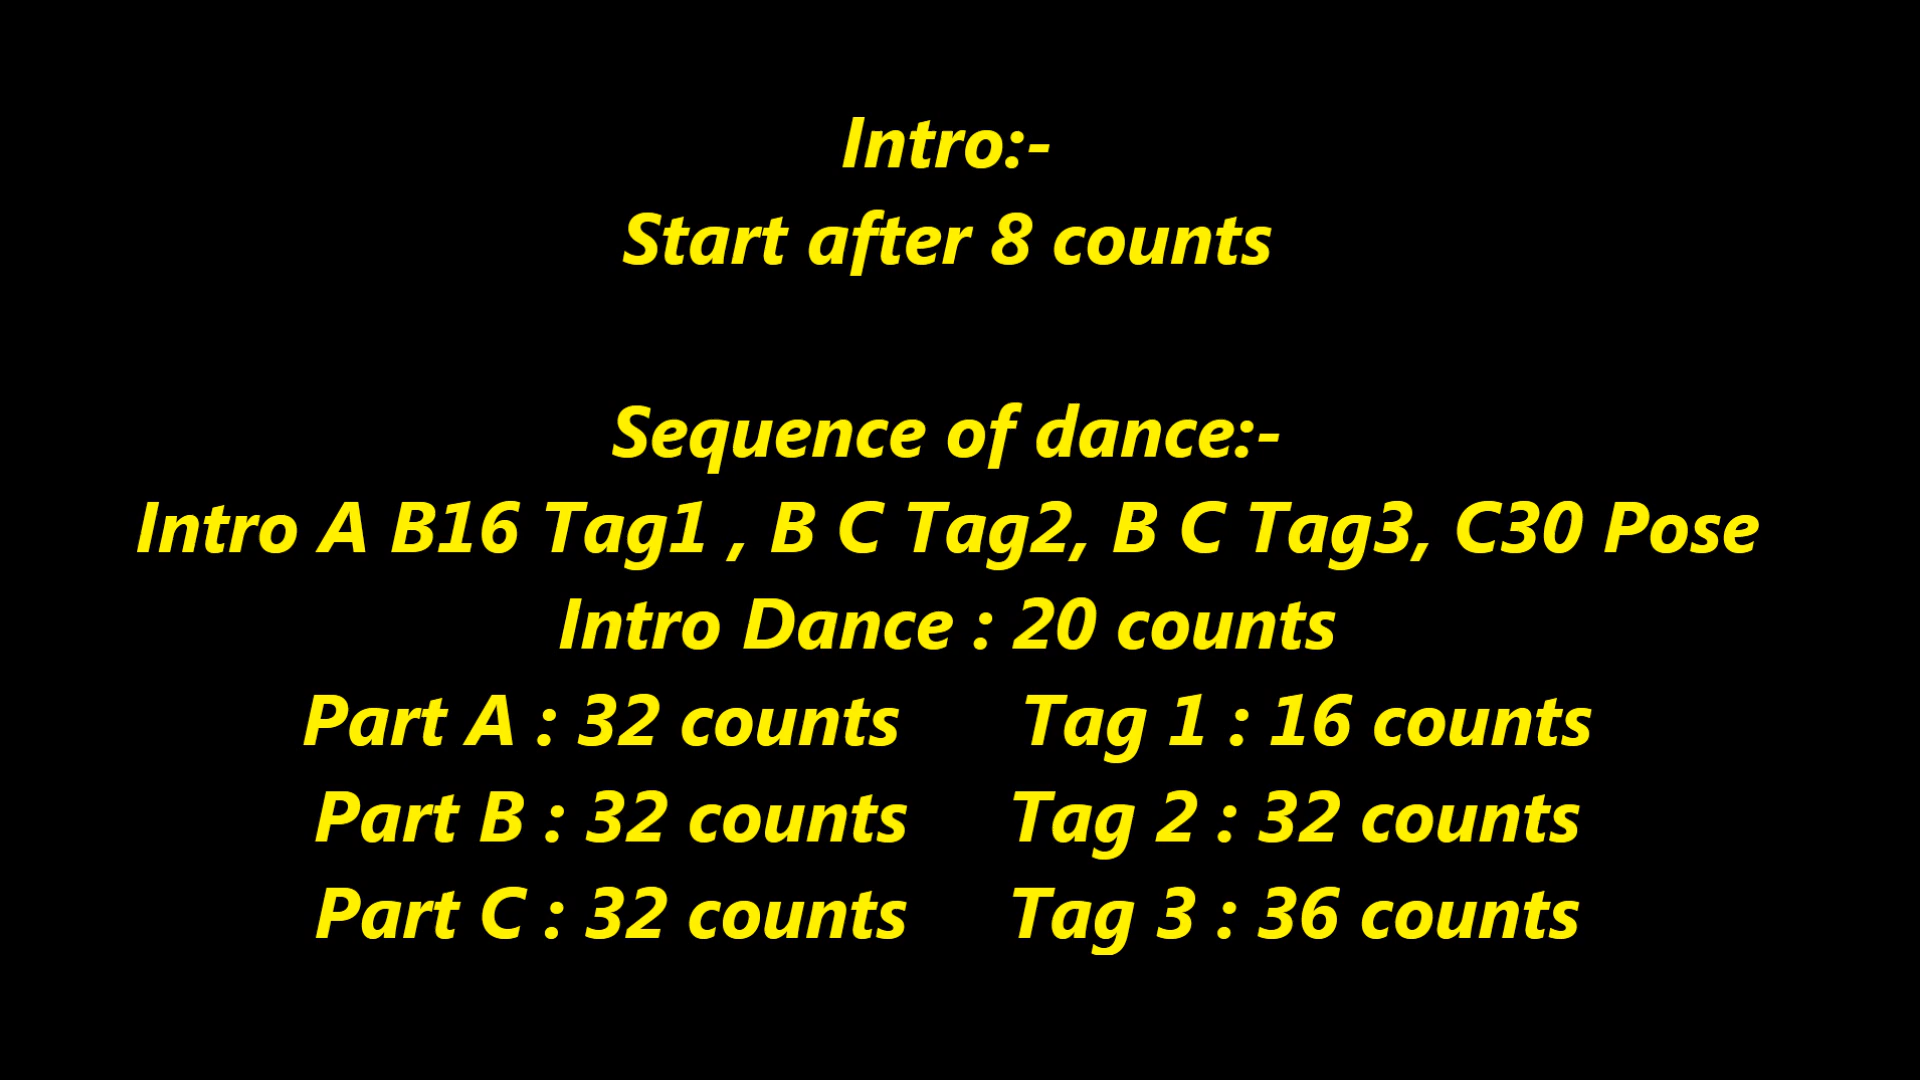 Intro:-
Start after 8 counts
Sequence of dance:-
Intro A B16 Tag1 , B C Tag2, B C Tag3, C30 Pose
Intro Dance : 20 counts
Part A : 32 counts Tag 1 : 16 counts
Part B : 32 counts Tag 2 : 32 counts
Part C : 32 counts Tag 3 : 36 counts